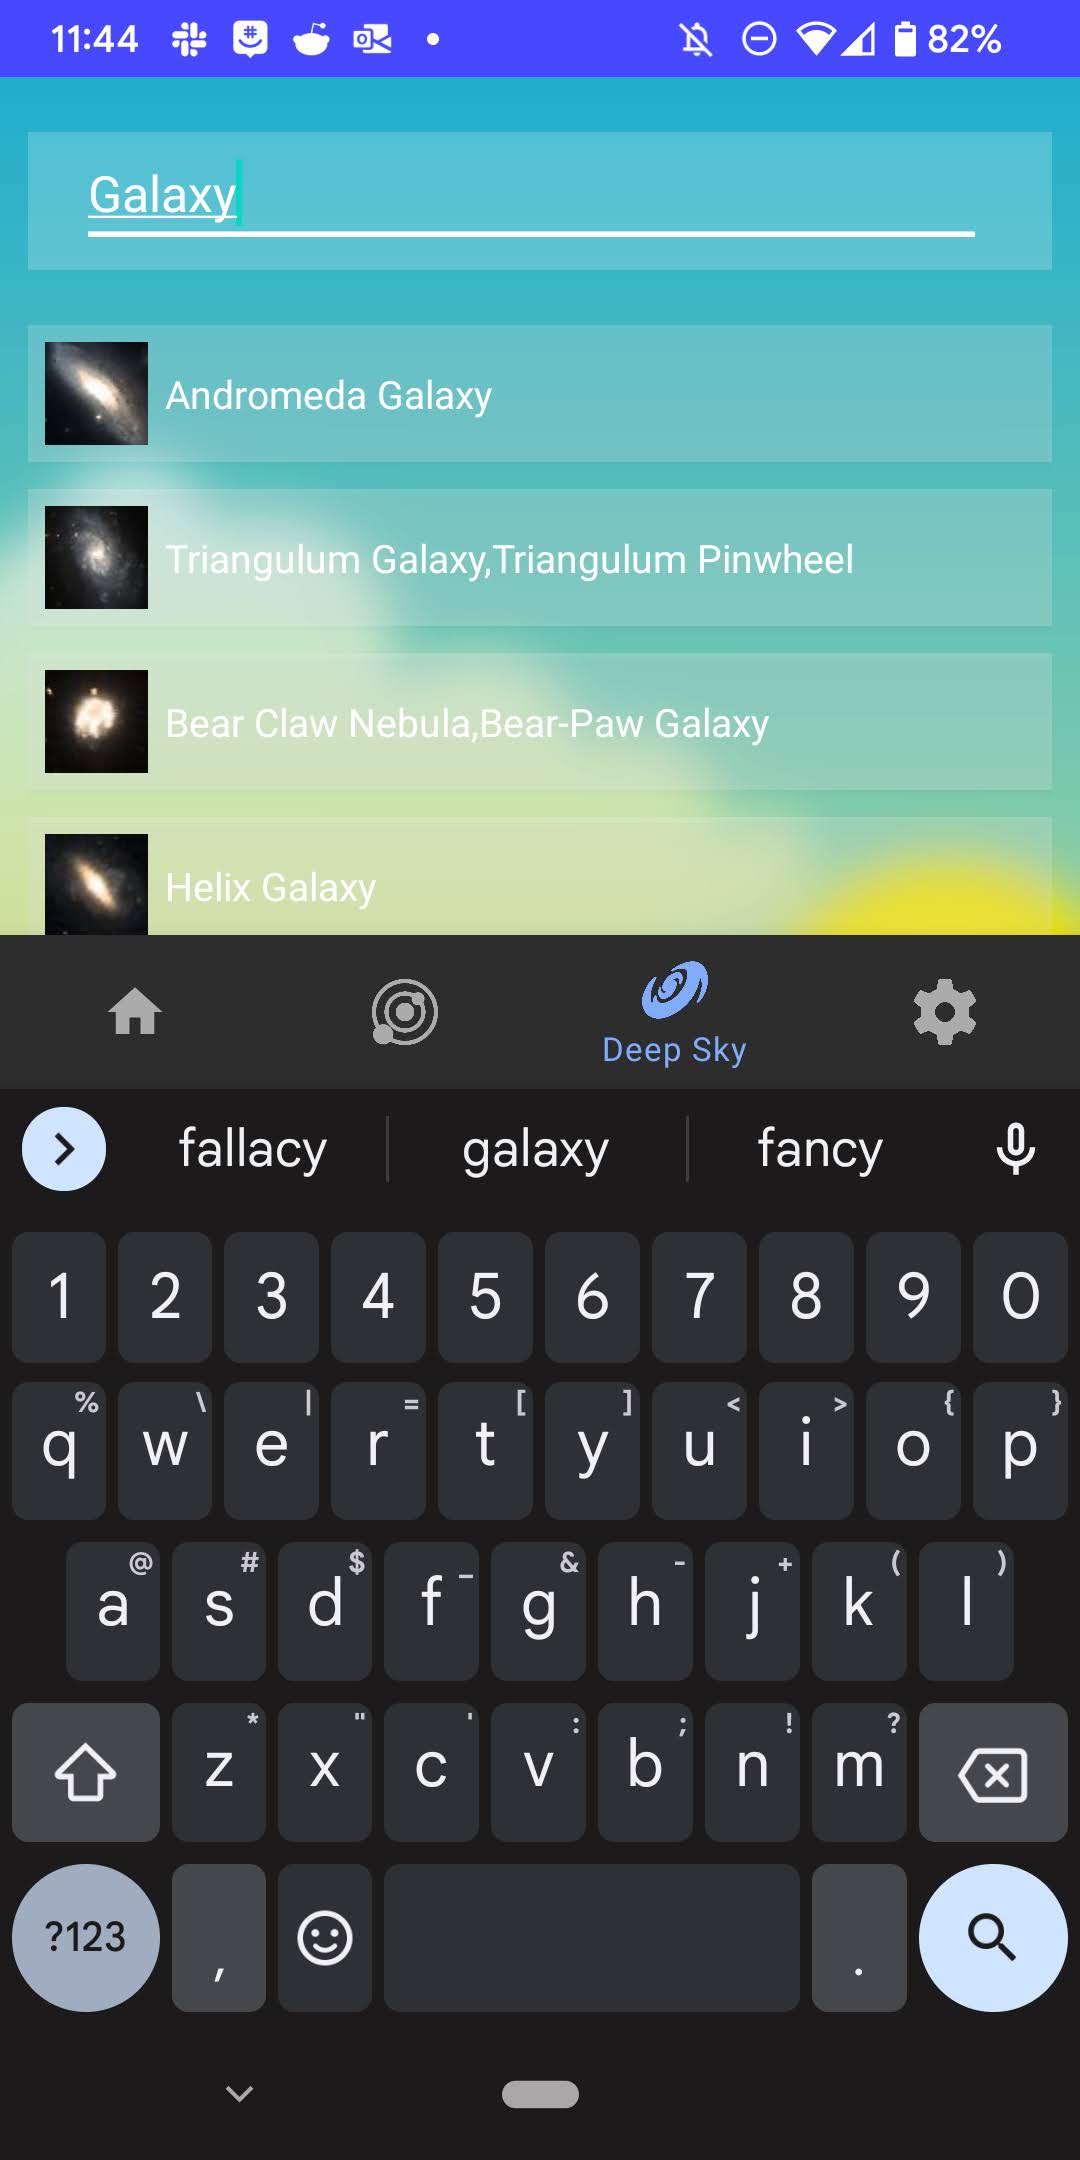 11:44
82%
Galaxy
Andromeda Galaxy
Triangulum Galaxy,Triangulum Pinwheel
Bear Claw Nebula,Bear-Paw Galaxy
Helix Galaxy
Deep Sky
fallacy galaxy fancy
1 2 3 4 5 6 7 8 9 0
% \ | = [ ] < > { }
q w e r t y u i o p
@ # $ _ & - + ( )
a s d f g h j k l
* " ' : ; ! ?
z x c v b n m
?123 , .